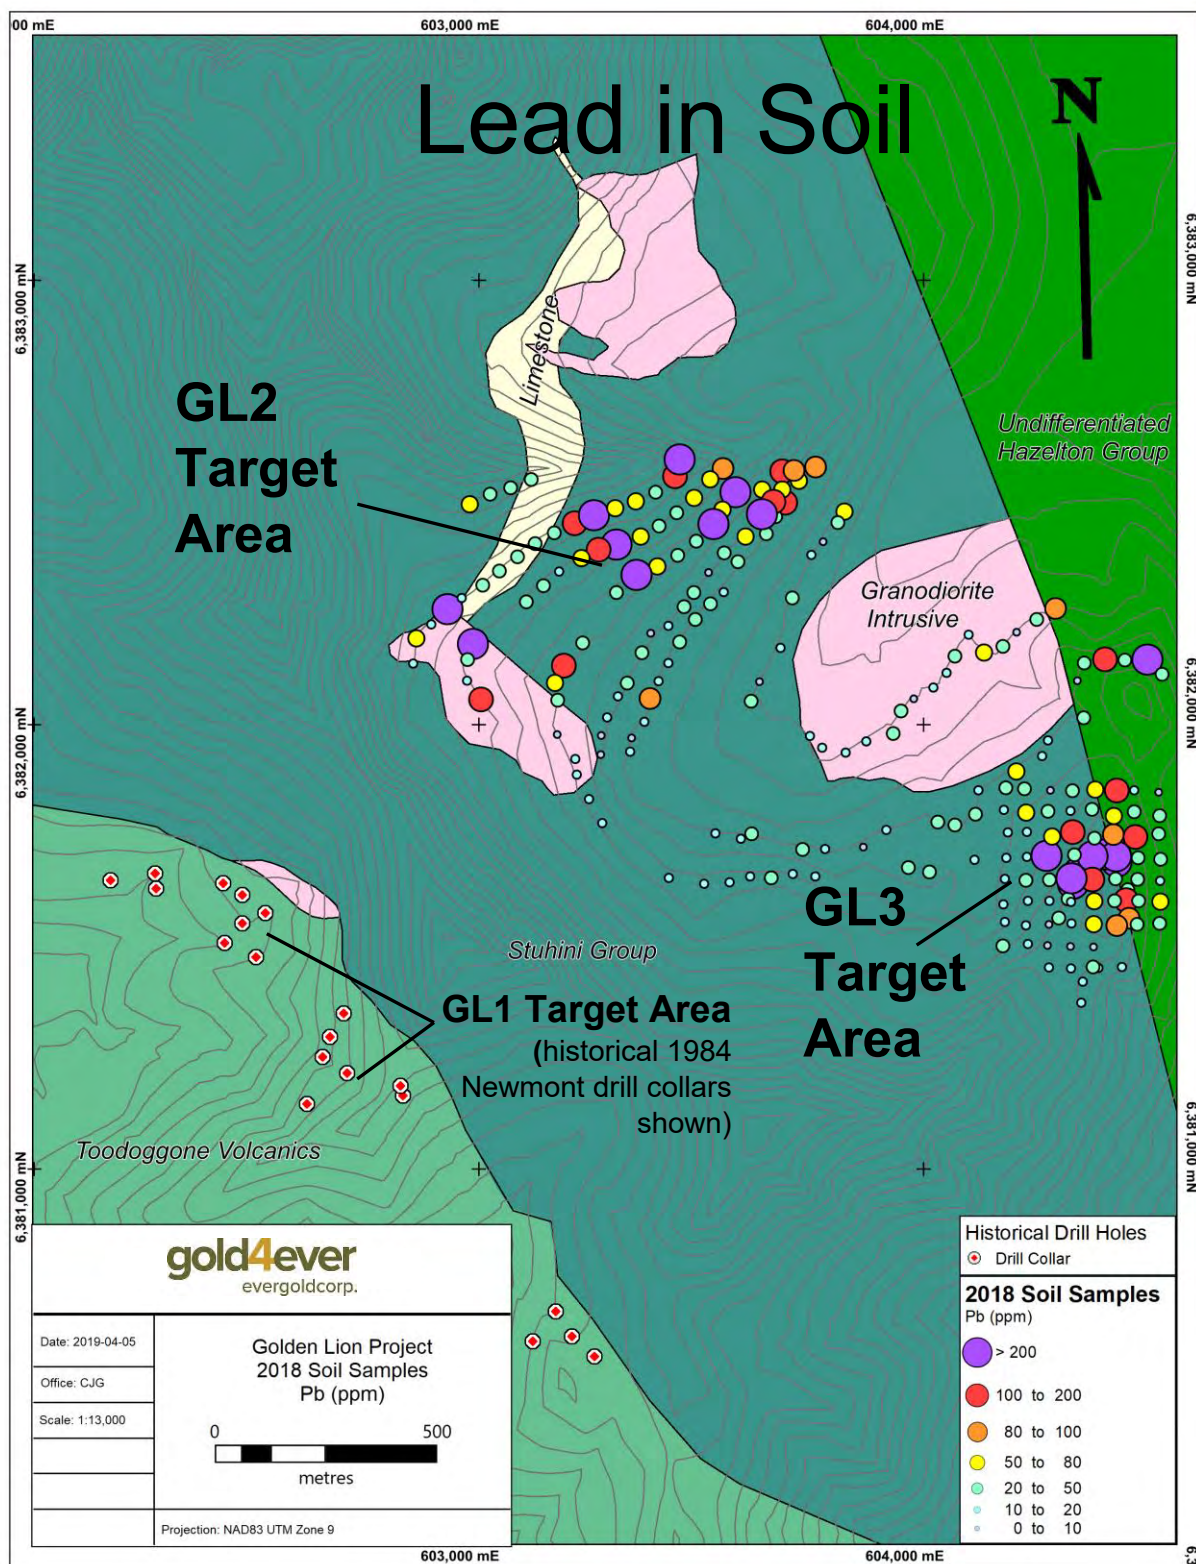 00 mE
603,000 mE
604,000 mE
Lead in Soil
N
6,383,000 mN
6,383,000 mN
Limestone
GL2
Target
Area
Undifferentiated
Hazelton Group
Granodiorite
Intrusive
6,382,000 mN
6,382,000 mN
GL3
Target
Area
Stuhini Group
GL1 Target Area
(historical 1984
Newmont drill collars
shown)
Toodoggone Volcanics
6,381,000 mN
6,381,000 mN
gold4ever
evergoldcorp.
Date: 2019-04-05
Office: CJG
Scale: 1:13,000
Golden Lion Project
2018 Soil Samples
Pb (ppm)
0 500
metres
Projection: NAD83 UTM Zone 9
Historical Drill Holes
Drill Collar
2018 Soil Samples
Pb (ppm)
> 200
100 to 200
80 to 100
50 to 80
20 to 50
10 to 20
0 to 10
603,000 mE
604,000 mE